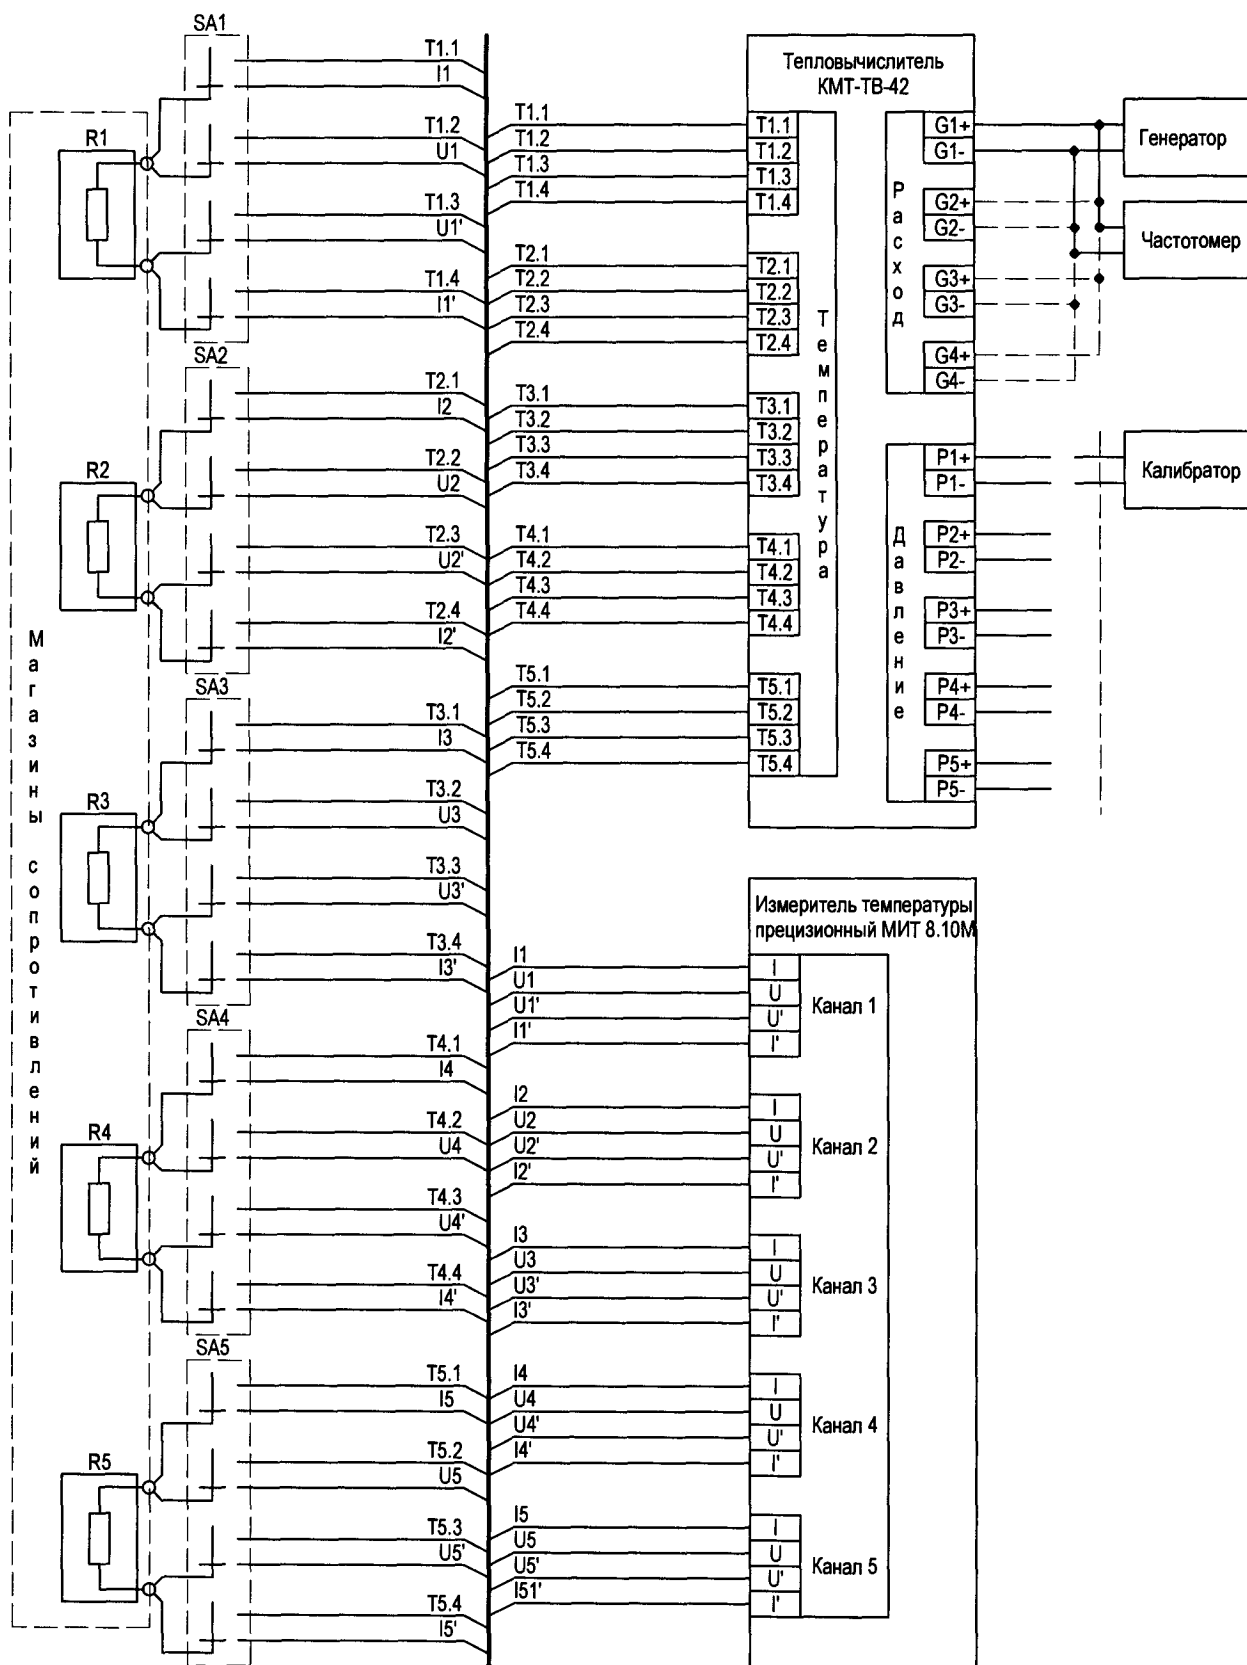 SA1
T1.1
I1
T1.2
U1
T1.3
U1'
T1.4
I1'
R1
SA2
T2.1
I2
T2.2
U2
T2.3
U2'
T2.4
I2'
R2
SA3
T3.1
I3
T3.2
U3
T3.3
U3'
T3.4
I3'
R3
SA4
T4.1
I4
T4.2
U4
T4.3
U4'
T4.4
I4'
R4
SA5
T5.1
I5
T5.2
U5
T5.3
U5'
T5.4
I5'
R5
Магазины сопротивлений
T1.1
T1.2
T1.3
T1.4
T2.1
T2.2
T2.3
T2.4
T3.1
T3.2
T3.3
T3.4
T4.1
T4.2
T4.3
T4.4
T5.1
T5.2
T5.3
T5.4
Тепловычислитель
КМТ-ТВ-42
T1.1
T1.2
T1.3
T1.4
T2.1
T2.2
T2.3
T2.4
T3.1
T3.2
T3.3
T3.4
T4.1
T4.2
T4.3
T4.4
T5.1
T5.2
T5.3
T5.4
Температура
Расход
G1+
G1-
G2+
G2-
G3+
G3-
G4+
G4-
Давление
P1+
P1-
P2+
P2-
P3+
P3-
P4+
P4-
P5+
P5-
Генератор
Частотомер
Калибратор
I1
U1
U1'
I1'
I2
U2
U2'
I2'
I3
U3
U3'
I3'
I4
U4
U4'
I4'
I5
U5
U5'
I51'
Измеритель температуры
прецизионный МИТ 8.10М
I
U
U'
I'
Канал 1
I
U
U'
I'
Канал 2
I
U
U'
I'
Канал 3
I
U
U'
I'
Канал 4
I
U
U'
I'
Канал 5